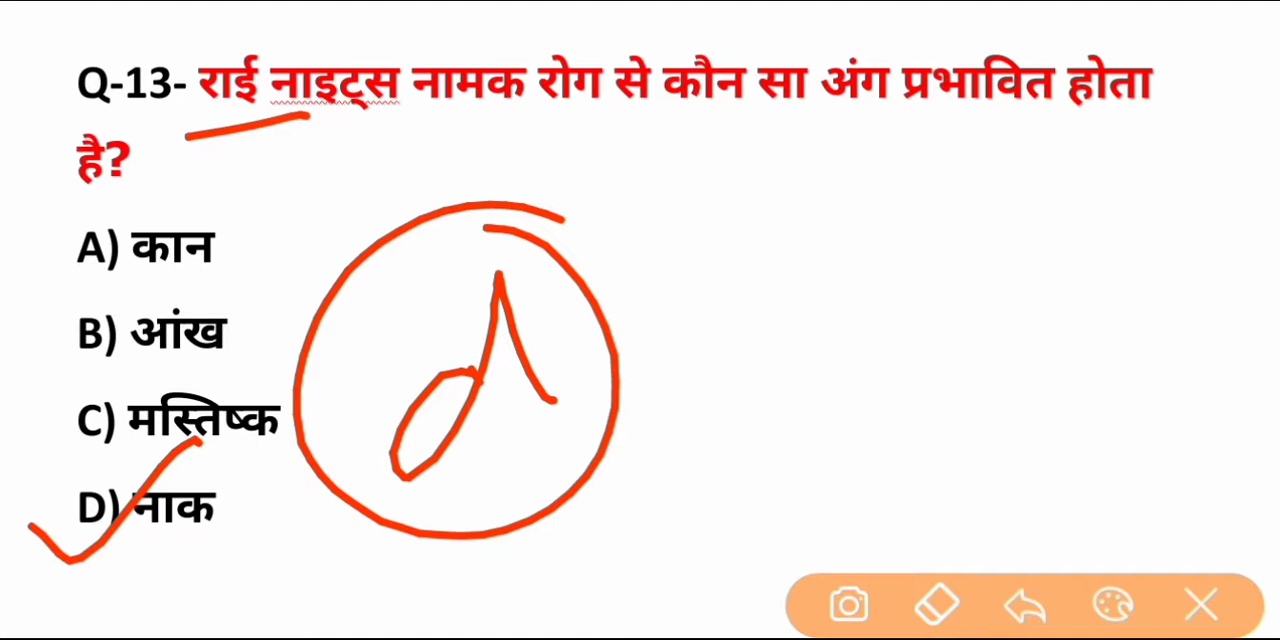 Q-13- राई नाइट्स नामक रोग से कौन सा अंग प्रभावित होता
है?
A) कान
B) आंख
C) मस्तिष्क
D) नाक